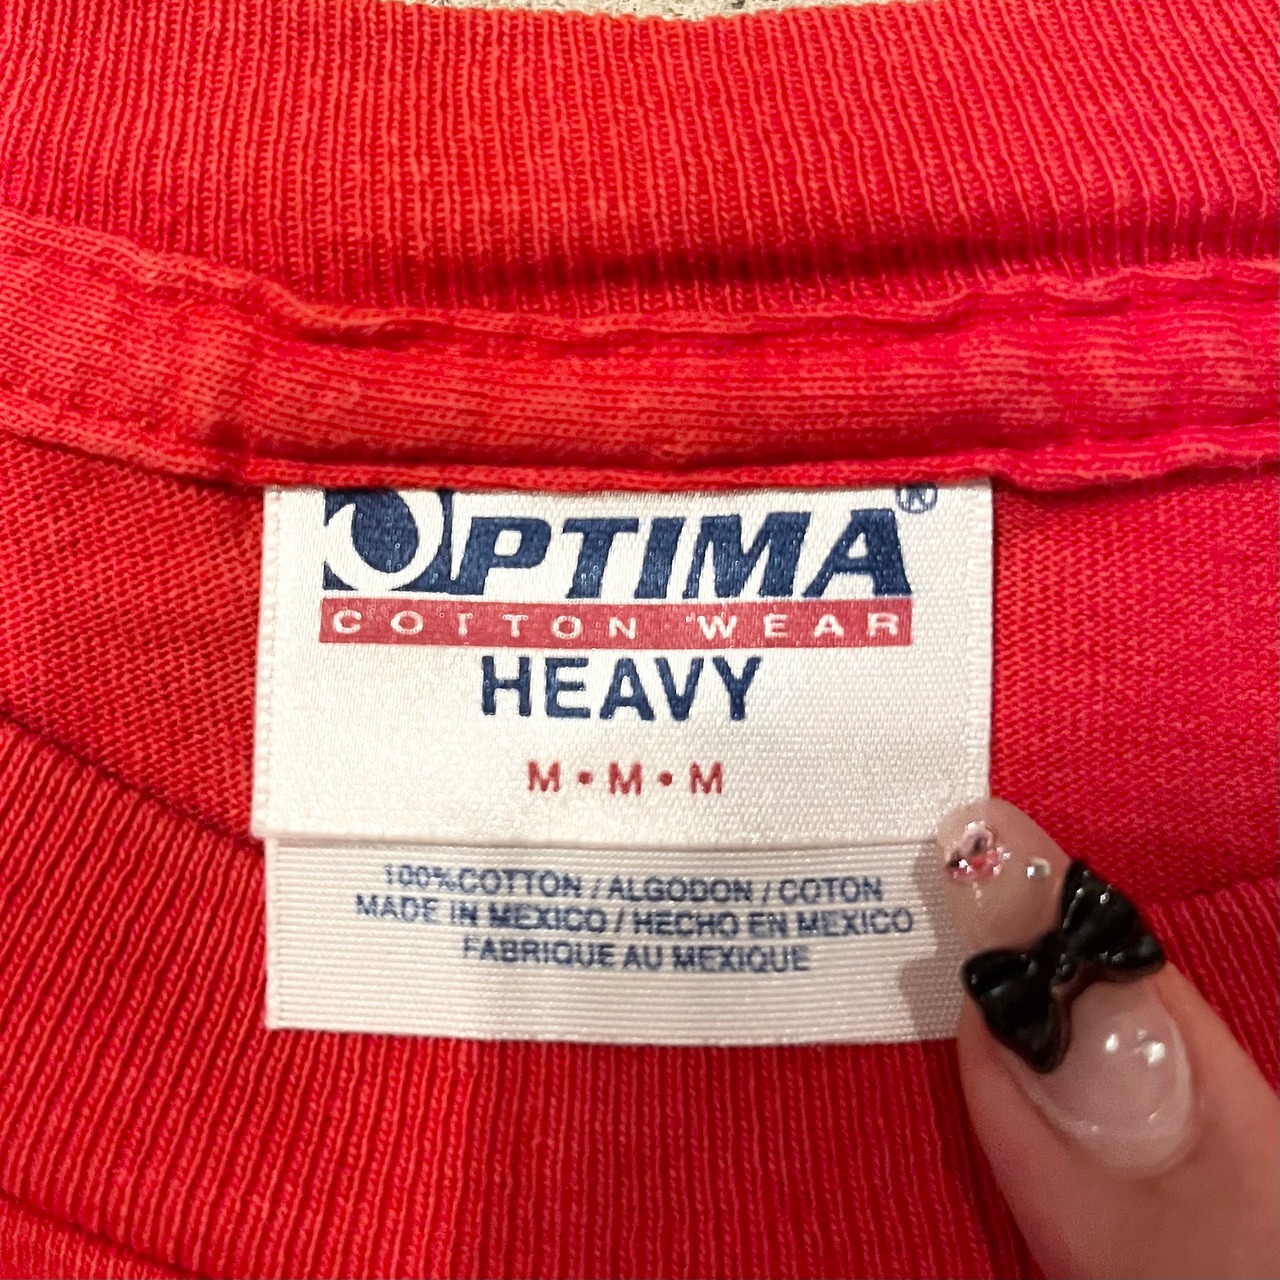 OPTIMA®
COTTON WEAR
HEAVY
M • M • M
100%COTTON / ALGODON / COTON
MADE IN MEXICO / HECHO EN MEXICO
FABRIQUE AU MEXIQUE